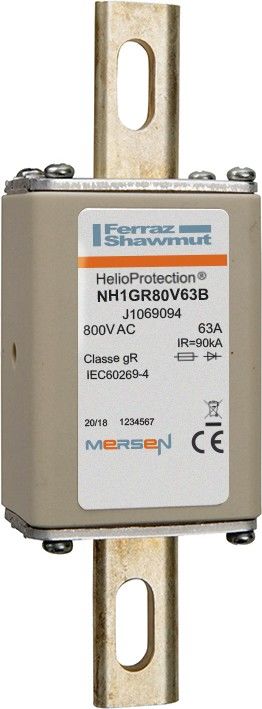 Ferraz
Shawmut
HelioProtection®
NH1GR80V63B
J1069094
800V AC 63A
IR=90kA
Classe gR
IEC60269-4
20/18 1234567
MERSEN CE